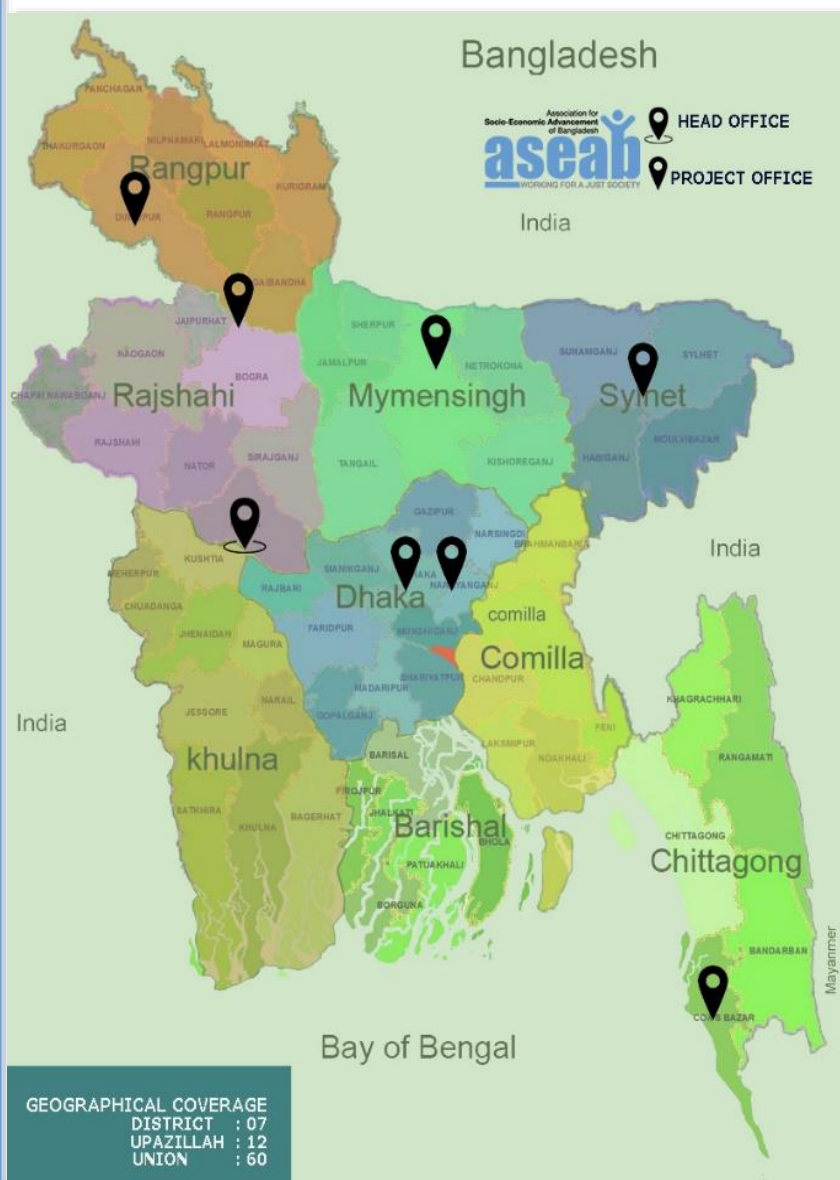 Bangladesh
Association for
Socio-Economic Advancement
of Bangladesh
aseab
WORKING FOR A JUST SOCIETY
HEAD OFFICE
PROJECT OFFICE
India
PANCHAGAR
THAKURGAON
NILPHAMARI
LALMONIRHAT
Rangpur
KURIGRAM
RANGPUR
GAIBANDHA
JAIPURHAT
NAOGAON
BOGRA
Rajshahi
RAJSHAHI
NATOR
SIRAJGANJ
SHERPUR
JAMALPUR
NETROKONA
Mymensingh
TANGAIL
KISHOREGANJ
SUNAMGANJ
SYLHET
Sylhet
HABIGANJ
MOULVIBAZAR
GAZIPUR
NARSINGDI
BRAHMANBARIA
India
KUSHTIA
MEHERPUR
CHUADANGA
JHENAIDAH
MAGURA
RAJBARI
MANIKGANJ
Dhaka
FARIDPUR
MUNSHIGANJ
comilla
Comilla
CHANDPUR
SHARIYATPUR
MADARIPUR
GOPALGANJ
NARAIL
JESSORE
India
khulna
SATKHIRA
KHULNA
BAGERHAT
LAKSMIPUR
NOAKHALI
FENI
BARISAL
PIROJPUR
JHALKATI
Barishal
BHOLA
PATUAKHALI
BORGUNA
KHAGRACHHARI
RANGAMATI
CHITTAGONG
Chittagong
BANDARBAN
Mayanmer
Bay of Bengal
GEOGRAPHICAL COVERAGE
DISTRICT : 07
UPAZILLAH : 12
UNION : 60